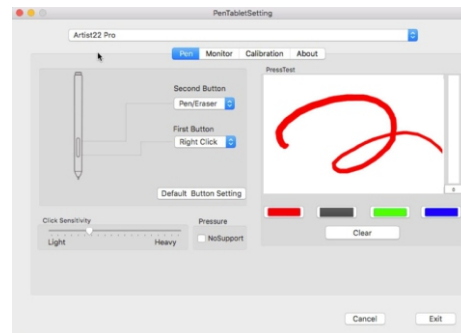 PenTabletSetting
Artist22 Pro
Pen Monitor Calibration About
Second Button
Pen/Eraser
First Button
Right Click
Default Button Setting
Click Sensitivity
Light Heavy
Pressure
NoSupport
PressTest
Clear
Cancel Exit